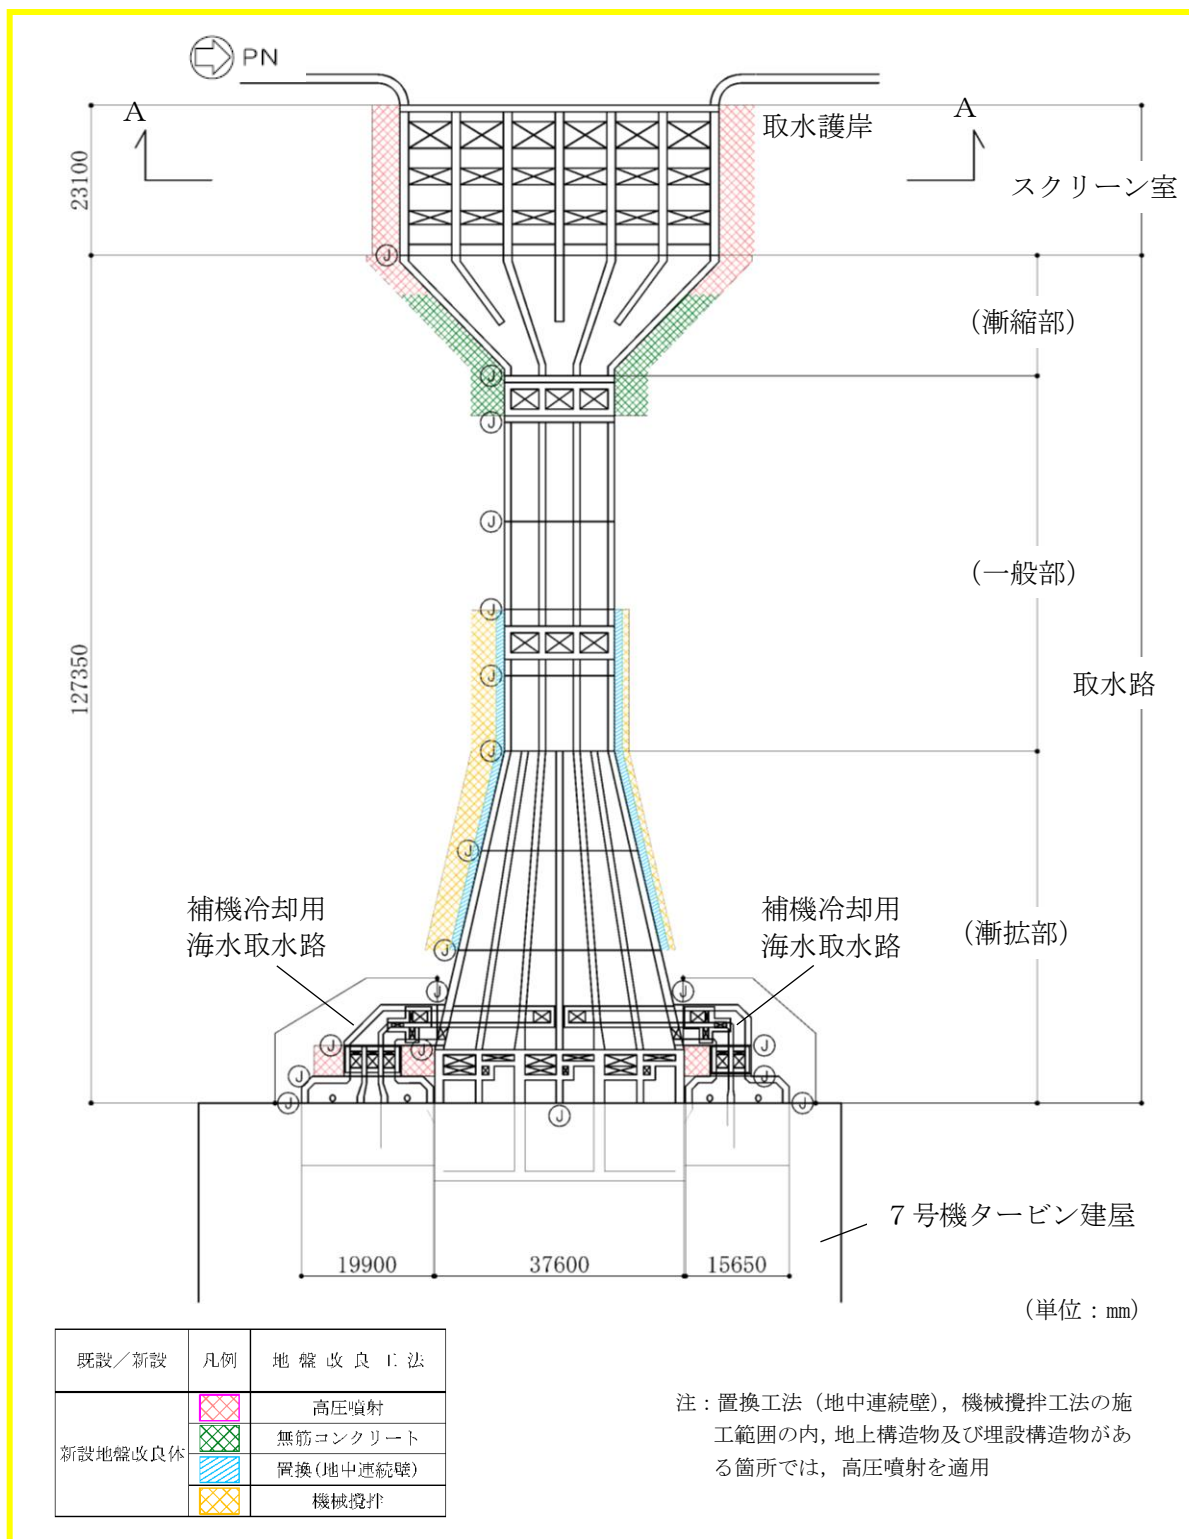 PN
A
A
取水護岸
23100
スクリーン室
J
(漸縮部)
J
J
J
(一般部)
J
127350
J
取水路
J
J
補機冷却用
海水取水路
補機冷却用
海水取水路
(漸拡部)
J
J
J
J
J
J
J
J
J
J
J
７号機タービン建屋
19900
37600
15650
(単位：mm)
既設／新設
凡例
地盤改良工法
新設地盤改良体
高圧噴射
無筋コンクリート
置換(地中連続壁)
機械攪拌
注：置換工法（地中連続壁），機械攪拌工法の施
工範囲の内，地上構造物及び埋設構造物があ
る箇所では，高圧噴射を適用